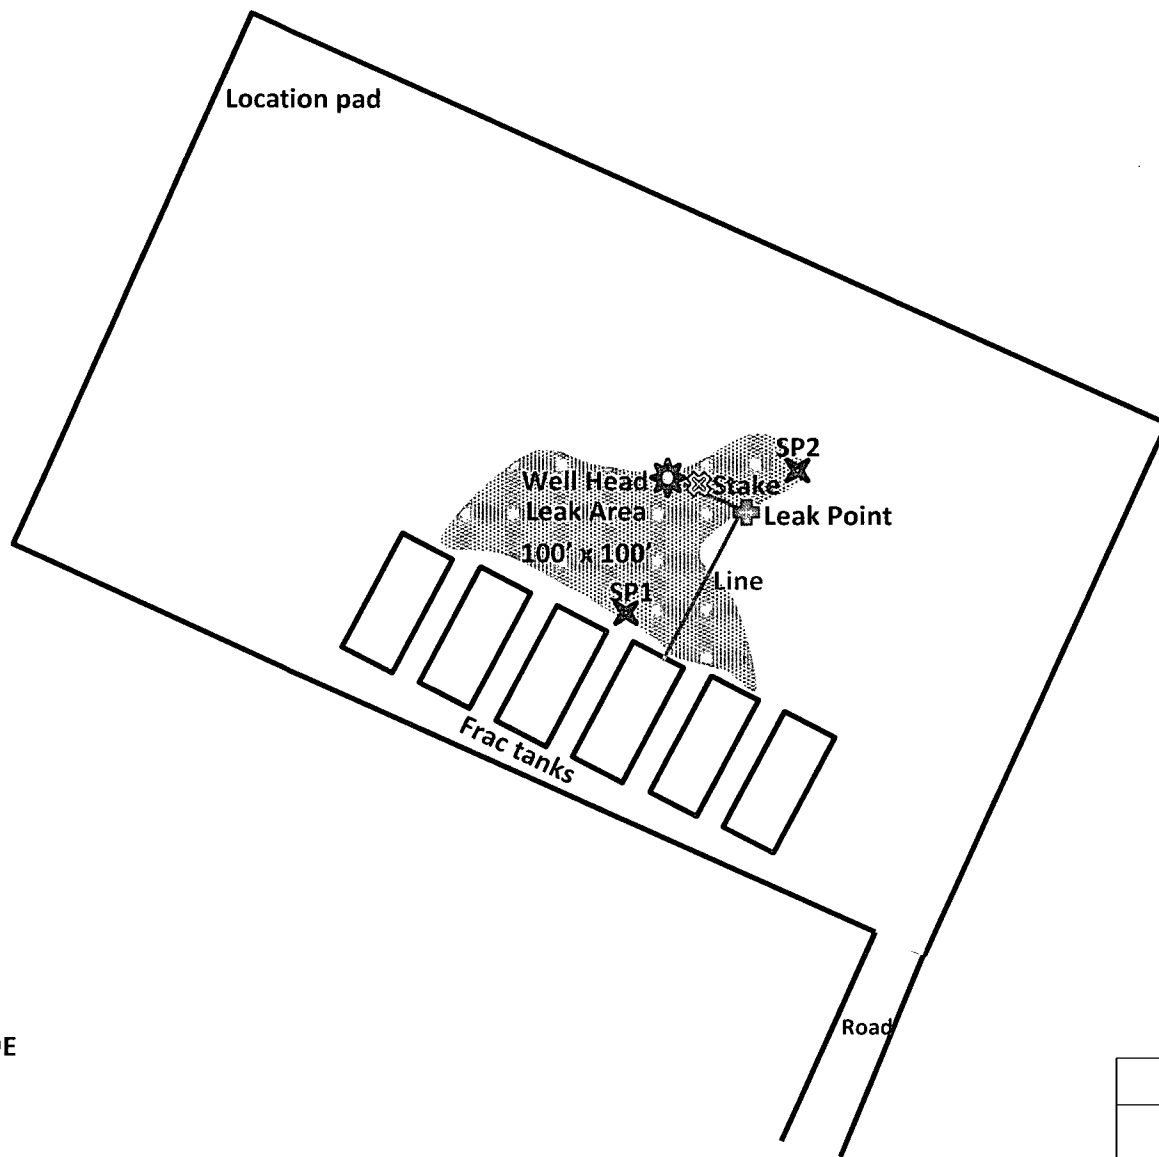 Location pad
SP2
Well Head
Stake
Leak Area
Leak Point
100' x 100'
Line
SP1
Frac tanks
Road
E